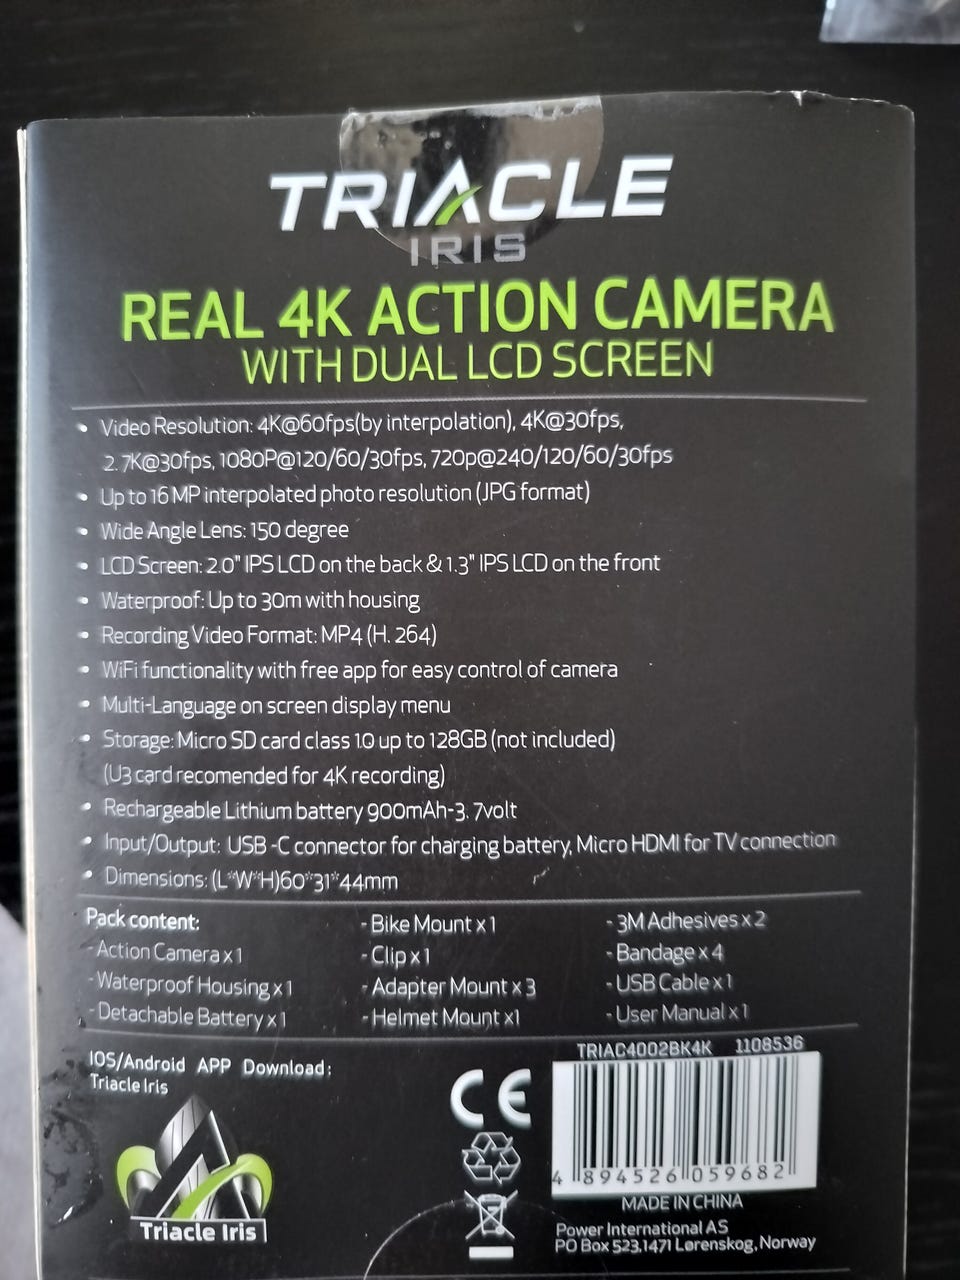 TRIACLE
IRIS
REAL 4K ACTION CAMERA
WITH DUAL LCD SCREEN
• Video Resolution: 4K@60fps(by interpolation), 4K@30fps,
2. 7K@30fps, 1080P@120/60/30fps, 720p@240/120/60/30fps
• Up to 16 MP interpolated photo resolution (JPG format)
• Wide Angle Lens: 150 degree
• LCD Screen: 2.0" IPS LCD on the back & 1.3" IPS LCD on the front
• Waterproof: Up to 30m with housing
• Recording Video Format: MP4 (H. 264)
• WiFi functionality with free app for easy control of camera
• Multi-Language on screen display menu
• Storage: Micro SD card class 10 up to 128GB (not included)
(U3 card recomended for 4K recording)
• Rechargeable Lithium battery 900mAh-3. 7volt
• Input/Output: USB -C connector for charging battery, Micro HDMI for TV connection
• Dimensions: (L*W*H)60*31*44mm
Pack content:
- Action Camera x 1
- Waterproof Housing x 1
- Detachable Battery x 1
- Bike Mount x 1
- Clip x 1
- Adapter Mount x 3
- Helmet Mount x1
- 3M Adhesives x 2
- Bandage x 4
- USB Cable x 1
- User Manual x 1
IOS/Android APP Download:
Triacle Iris
Triacle Iris
CE
TRIAC4002BK4K 1108536
4 894526 059682
MADE IN CHINA
Power International AS
PO Box 523,1471 Lørenskog, Norway